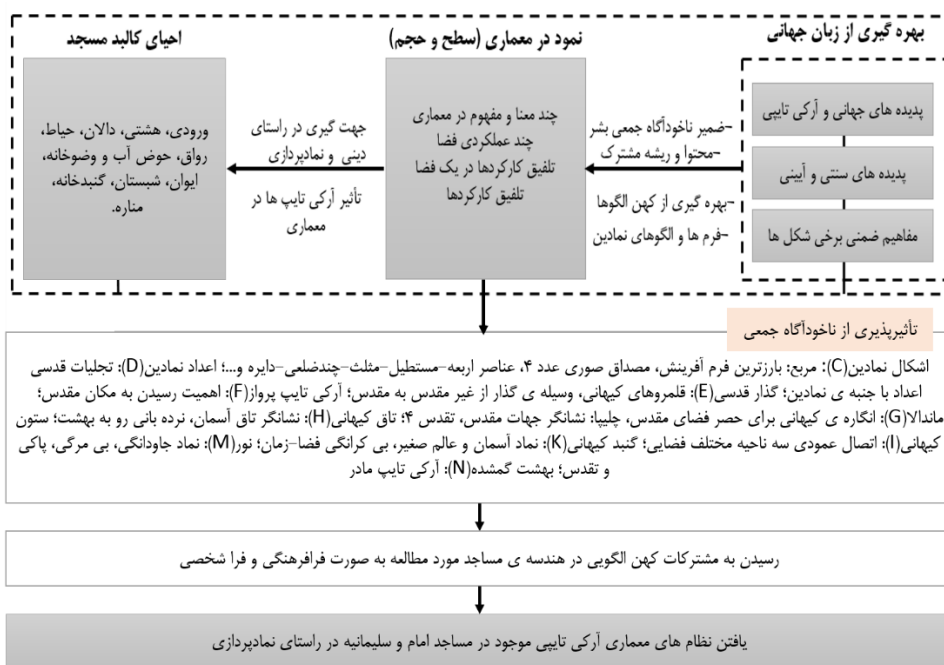 بهره گیری از زبان جهانی
پدیده های جهانی و آرکی تایپی
پدیده های سنتی و آیینی
مفاهیم ضمنی برخی شکل ها
-ضمیر ناخودآگاه جمعی بشر
-محتوا و ریشه مشترک
-بهره گیری از کهن الگوها
-فرم ها و الگوهای نمادین
نمود در معماری (سطح و حجم)
چند معنا و مفهوم در معماری
چند عملکردی فضا
تلفیق کارکردها در یک فضا
تلفیق کارکردها
جهت گیری در راستای
دینی و نمادپردازی
تأثیر آرکی تایپ ها در
معماری
احیای کالبد مسجد
ورودی، هشتی، دالان، حیاط،
رواق، حوض آب و وضوخانه،
ایوان، شبستان، گنبدخانه،
مناره.
تأثیرپذیری از ناخودآگاه جمعی
اشکال نمادین(C): مربع: بارزترین فرم آفرینش، مصداق صوری عدد ۴، عناصر اربعه-مستطیل-مثلث-چندضلعی-دایره و...؛ اعداد نمادین(D): تجلیات قدسی
اعداد با جنبه ی نمادین؛ گذار قدسی(E): قلمروهای کیهانی، وسیله ی گذار از غیر مقدس به مقدس؛ آرکی تایپ پرواز(F): اهمیت رسیدن به مکان مقدس؛
ماندالا(G): انگاره ی کیهانی برای حصر فضای مقدس، چلیپا: نشانگر جهات مقدس، تقدس ۴؛ تاق کیهانی(H): نشانگر تاق آسمان، نرده بانی رو به بهشت؛ ستون
کیهانی(I): اتصال عمودی سه ناحیه مختلف فضایی؛ گنبد کیهانی(K): نماد آسمان و عالم صغیر، بی کرانگی فضا-زمان؛ نور(M): نماد جاودانگی، بی مرگی، پاکی
و تقدس؛ بهشت گمشده(N): آرکی تایپ مادر
رسیدن به مشترکات کهن الگویی در هندسه ی مساجد مورد مطالعه به صورت فرافرهنگی و فرا شخصی
یافتن نظام های معماری آرکی تایپی موجود در مساجد امام و سلیمانیه در راستای نمادپردازی